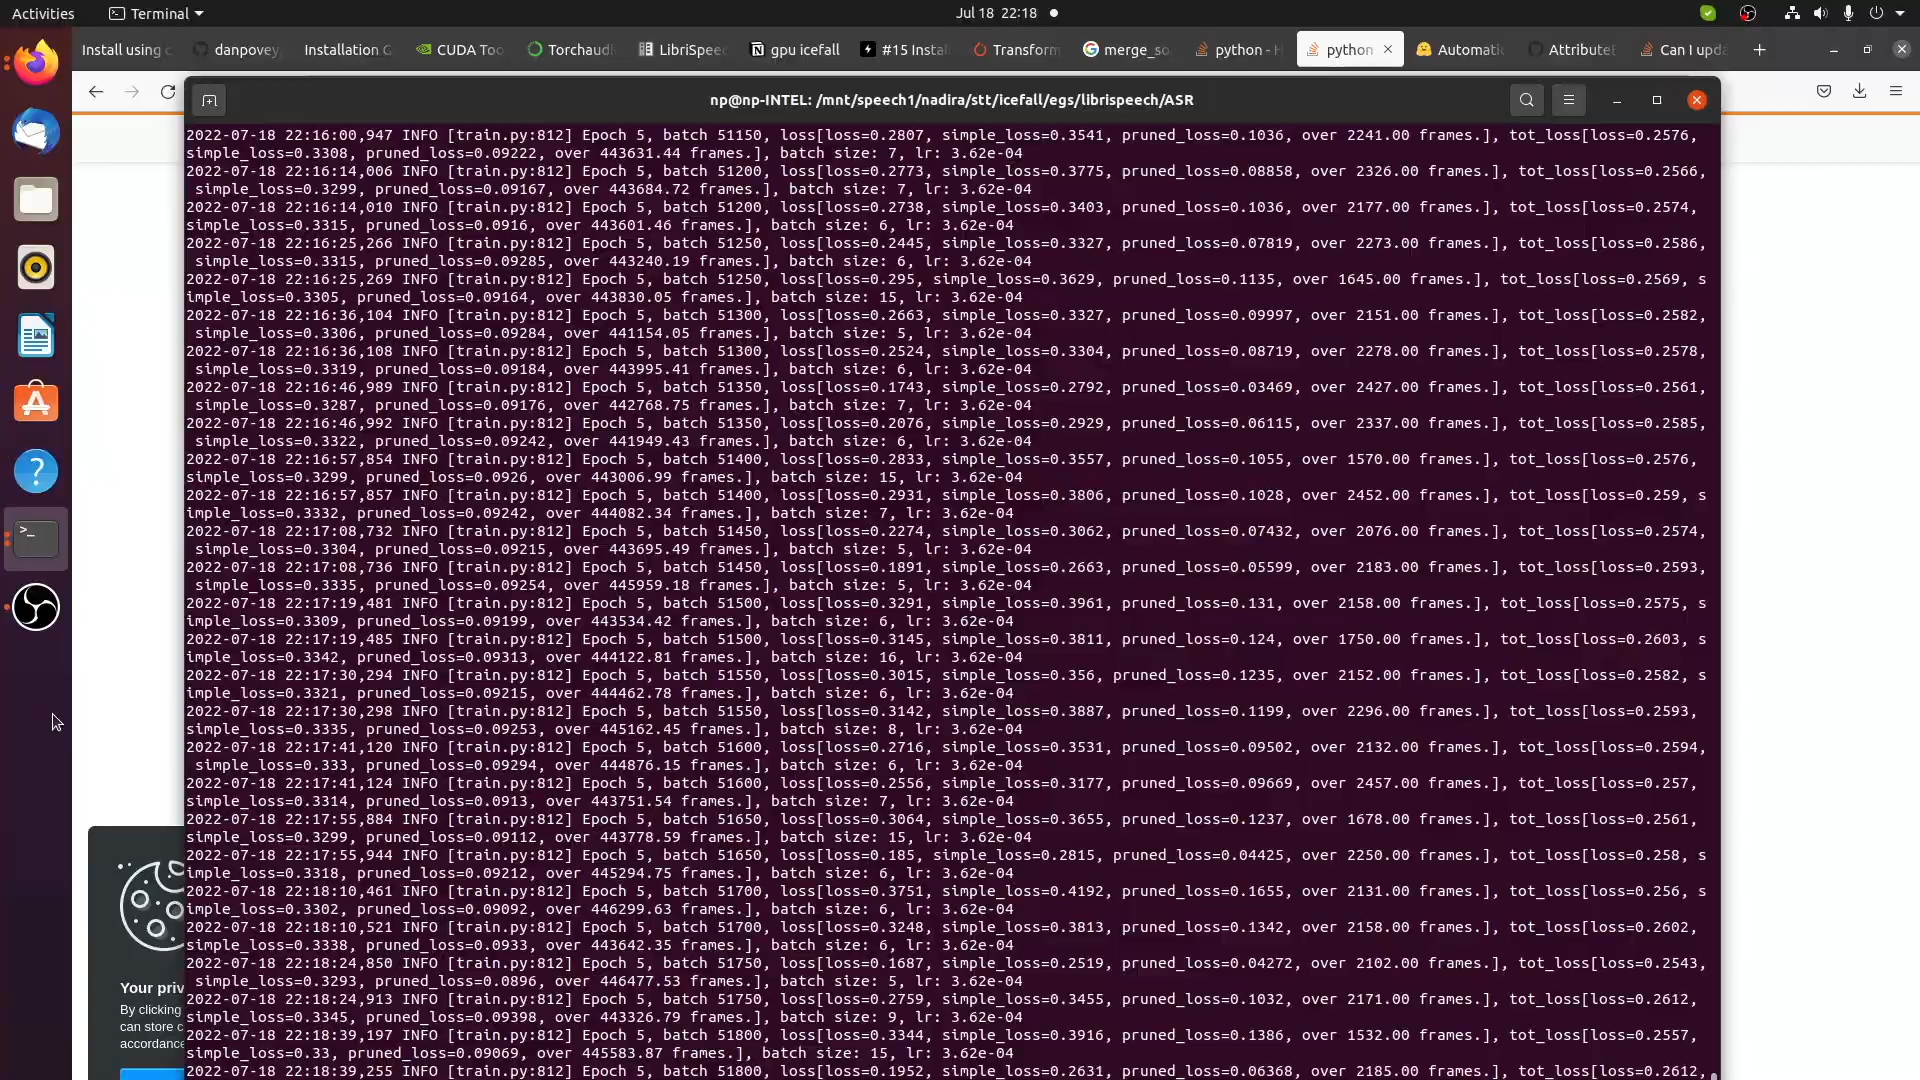 Activities
Terminal
Jul 18 22:18
Install using c
danpovey
Installation G
CUDA Too
Torchaud
LibriSpee
gpu icefall
#15 Instal
Transform
merge_so
python - H
python
Automatic
AttributeE
Can I upda
np@np-INTEL: /mnt/speech1/nadira/stt/icefall/egs/librispeech/ASR
2022-07-18 22:16:00,947 INFO [train.py:812] Epoch 5, batch 51150, loss[loss=0.2807, simple_loss=0.3541, pruned_loss=0.1036, over 2241.00 frames.], tot_loss[loss=0.2576,
simple_loss=0.3308, pruned_loss=0.09222, over 443631.44 frames.], batch size: 7, lr: 3.62e-04
2022-07-18 22:16:14,006 INFO [train.py:812] Epoch 5, batch 51200, loss[loss=0.2773, simple_loss=0.3775, pruned_loss=0.08858, over 2326.00 frames.], tot_loss[loss=0.2566,
simple_loss=0.3299, pruned_loss=0.09167, over 443684.72 frames.], batch size: 7, lr: 3.62e-04
2022-07-18 22:16:14,010 INFO [train.py:812] Epoch 5, batch 51200, loss[loss=0.2738, simple_loss=0.3403, pruned_loss=0.1036, over 2177.00 frames.], tot_loss[loss=0.2574,
simple_loss=0.3315, pruned_loss=0.0916, over 443601.46 frames.], batch size: 6, lr: 3.62e-04
2022-07-18 22:16:25,266 INFO [train.py:812] Epoch 5, batch 51250, loss[loss=0.2445, simple_loss=0.3327, pruned_loss=0.07819, over 2273.00 frames.], tot_loss[loss=0.2586,
simple_loss=0.3315, pruned_loss=0.09285, over 443240.19 frames.], batch size: 6, lr: 3.62e-04
2022-07-18 22:16:25,269 INFO [train.py:812] Epoch 5, batch 51250, loss[loss=0.295, simple_loss=0.3629, pruned_loss=0.1135, over 1645.00 frames.], tot_loss[loss=0.2569, s
imple_loss=0.3305, pruned_loss=0.09164, over 443830.05 frames.], batch size: 15, lr: 3.62e-04
2022-07-18 22:16:36,104 INFO [train.py:812] Epoch 5, batch 51300, loss[loss=0.2663, simple_loss=0.3327, pruned_loss=0.09997, over 2151.00 frames.], tot_loss[loss=0.2582,
simple_loss=0.3306, pruned_loss=0.09284, over 441154.05 frames.], batch size: 5, lr: 3.62e-04
2022-07-18 22:16:36,108 INFO [train.py:812] Epoch 5, batch 51300, loss[loss=0.2524, simple_loss=0.3304, pruned_loss=0.08719, over 2278.00 frames.], tot_loss[loss=0.2578,
simple_loss=0.3319, pruned_loss=0.09184, over 443995.41 frames.], batch size: 6, lr: 3.62e-04
2022-07-18 22:16:46,989 INFO [train.py:812] Epoch 5, batch 51350, loss[loss=0.1743, simple_loss=0.2792, pruned_loss=0.03469, over 2427.00 frames.], tot_loss[loss=0.2561,
simple_loss=0.3287, pruned_loss=0.09176, over 442768.75 frames.], batch size: 7, lr: 3.62e-04
2022-07-18 22:16:46,992 INFO [train.py:812] Epoch 5, batch 51350, loss[loss=0.2076, simple_loss=0.2929, pruned_loss=0.06115, over 2337.00 frames.], tot_loss[loss=0.2585,
simple_loss=0.3322, pruned_loss=0.09242, over 441949.43 frames.], batch size: 6, lr: 3.62e-04
2022-07-18 22:16:57,854 INFO [train.py:812] Epoch 5, batch 51400, loss[loss=0.2833, simple_loss=0.3557, pruned_loss=0.1055, over 1570.00 frames.], tot_loss[loss=0.2576,
simple_loss=0.3299, pruned_loss=0.0926, over 443006.99 frames.], batch size: 15, lr: 3.62e-04
2022-07-18 22:16:57,857 INFO [train.py:812] Epoch 5, batch 51400, loss[loss=0.2931, simple_loss=0.3806, pruned_loss=0.1028, over 2452.00 frames.], tot_loss[loss=0.259, s
imple_loss=0.3332, pruned_loss=0.09242, over 444082.34 frames.], batch size: 7, lr: 3.62e-04
2022-07-18 22:17:08,732 INFO [train.py:812] Epoch 5, batch 51450, loss[loss=0.2274, simple_loss=0.3062, pruned_loss=0.07432, over 2076.00 frames.], tot_loss[loss=0.2574,
simple_loss=0.3304, pruned_loss=0.09215, over 443695.49 frames.], batch size: 5, lr: 3.62e-04
2022-07-18 22:17:08,736 INFO [train.py:812] Epoch 5, batch 51450, loss[loss=0.1891, simple_loss=0.2663, pruned_loss=0.05599, over 2183.00 frames.], tot_loss[loss=0.2593,
simple_loss=0.3335, pruned_loss=0.09254, over 445959.18 frames.], batch size: 5, lr: 3.62e-04
2022-07-18 22:17:19,481 INFO [train.py:812] Epoch 5, batch 51500, loss[loss=0.3291, simple_loss=0.3961, pruned_loss=0.131, over 2158.00 frames.], tot_loss[loss=0.2575, s
imple_loss=0.3309, pruned_loss=0.09199, over 443534.42 frames.], batch size: 6, lr: 3.62e-04
2022-07-18 22:17:19,485 INFO [train.py:812] Epoch 5, batch 51500, loss[loss=0.3145, simple_loss=0.3811, pruned_loss=0.124, over 1750.00 frames.], tot_loss[loss=0.2603, s
imple_loss=0.3342, pruned_loss=0.09313, over 444122.81 frames.], batch size: 16, lr: 3.62e-04
2022-07-18 22:17:30,294 INFO [train.py:812] Epoch 5, batch 51550, loss[loss=0.3015, simple_loss=0.356, pruned_loss=0.1235, over 2152.00 frames.], tot_loss[loss=0.2582, s
imple_loss=0.3321, pruned_loss=0.09215, over 444462.78 frames.], batch size: 6, lr: 3.62e-04
2022-07-18 22:17:30,298 INFO [train.py:812] Epoch 5, batch 51550, loss[loss=0.3142, simple_loss=0.3887, pruned_loss=0.1199, over 2296.00 frames.], tot_loss[loss=0.2593,
simple_loss=0.3335, pruned_loss=0.09253, over 445162.45 frames.], batch size: 8, lr: 3.62e-04
2022-07-18 22:17:41,120 INFO [train.py:812] Epoch 5, batch 51600, loss[loss=0.2716, simple_loss=0.3531, pruned_loss=0.09502, over 2132.00 frames.], tot_loss[loss=0.2594,
simple_loss=0.333, pruned_loss=0.09294, over 444876.15 frames.], batch size: 6, lr: 3.62e-04
2022-07-18 22:17:41,124 INFO [train.py:812] Epoch 5, batch 51600, loss[loss=0.2556, simple_loss=0.3177, pruned_loss=0.09669, over 2457.00 frames.], tot_loss[loss=0.257,
simple_loss=0.3314, pruned_loss=0.0913, over 443751.54 frames.], batch size: 7, lr: 3.62e-04
2022-07-18 22:17:55,884 INFO [train.py:812] Epoch 5, batch 51650, loss[loss=0.3064, simple_loss=0.3655, pruned_loss=0.1237, over 1678.00 frames.], tot_loss[loss=0.2561,
simple_loss=0.3299, pruned_loss=0.09112, over 443778.59 frames.], batch size: 15, lr: 3.62e-04
2022-07-18 22:17:55,944 INFO [train.py:812] Epoch 5, batch 51650, loss[loss=0.185, simple_loss=0.2815, pruned_loss=0.04425, over 2250.00 frames.], tot_loss[loss=0.258, s
imple_loss=0.3318, pruned_loss=0.09212, over 445294.75 frames.], batch size: 6, lr: 3.62e-04
2022-07-18 22:18:10,461 INFO [train.py:812] Epoch 5, batch 51700, loss[loss=0.3751, simple_loss=0.4192, pruned_loss=0.1655, over 2131.00 frames.], tot_loss[loss=0.256, s
imple_loss=0.3302, pruned_loss=0.09092, over 446299.63 frames.], batch size: 6, lr: 3.62e-04
2022-07-18 22:18:10,521 INFO [train.py:812] Epoch 5, batch 51700, loss[loss=0.3248, simple_loss=0.3813, pruned_loss=0.1342, over 2158.00 frames.], tot_loss[loss=0.2602,
simple_loss=0.3338, pruned_loss=0.0933, over 443642.35 frames.], batch size: 6, lr: 3.62e-04
2022-07-18 22:18:24,850 INFO [train.py:812] Epoch 5, batch 51750, loss[loss=0.1687, simple_loss=0.2519, pruned_loss=0.04272, over 2102.00 frames.], tot_loss[loss=0.2543,
simple_loss=0.3293, pruned_loss=0.0896, over 446477.53 frames.], batch size: 5, lr: 3.62e-04
2022-07-18 22:18:24,913 INFO [train.py:812] Epoch 5, batch 51750, loss[loss=0.2759, simple_loss=0.3455, pruned_loss=0.1032, over 2171.00 frames.], tot_loss[loss=0.2612,
simple_loss=0.3345, pruned_loss=0.09398, over 443326.79 frames.], batch size: 9, lr: 3.62e-04
2022-07-18 22:18:39,197 INFO [train.py:812] Epoch 5, batch 51800, loss[loss=0.3344, simple_loss=0.3916, pruned_loss=0.1386, over 1532.00 frames.], tot_loss[loss=0.2557,
simple_loss=0.33, pruned_loss=0.09069, over 445583.87 frames.], batch size: 15, lr: 3.62e-04
2022-07-18 22:18:39,255 INFO [train.py:812] Epoch 5, batch 51800, loss[loss=0.1952, simple_loss=0.2631, pruned_loss=0.06368, over 2185.00 frames.], tot_loss[loss=0.2612,
Your priv
By clicking
can store c
accordance